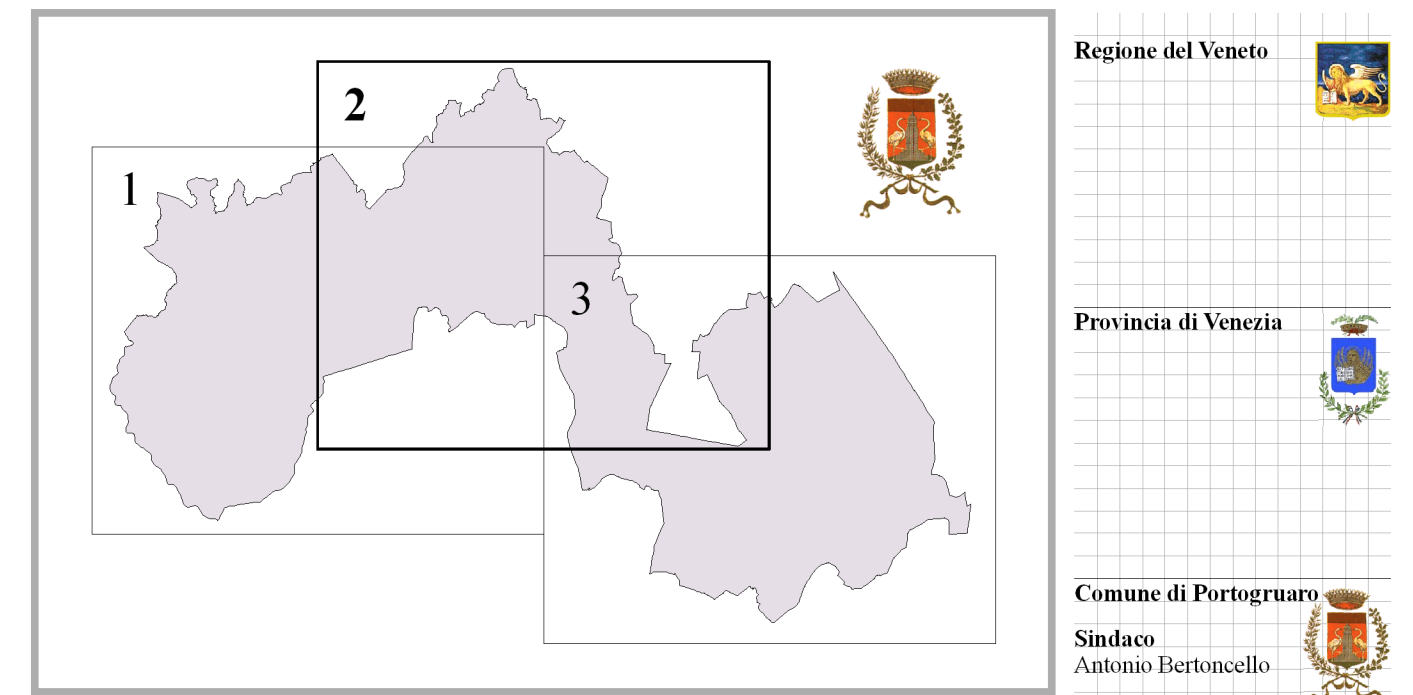 2
1
3
Regione del Veneto
Provincia di Venezia
Comune di Portogruaro
Sindaco
Antonio Bertoncello